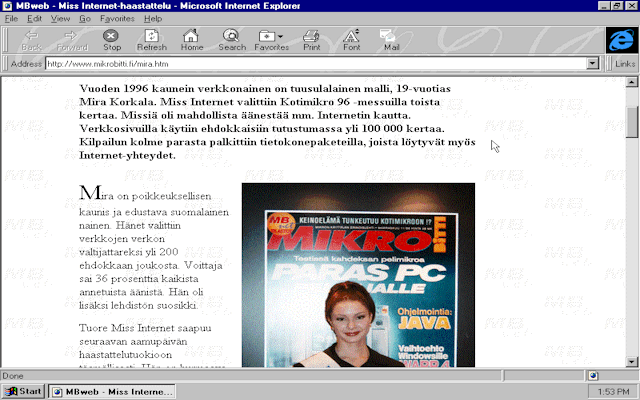 MBweb - Miss Internet-haastattelu - Microsoft Internet Explorer
File Edit View Go Favorites Help
Back Forward Stop Refresh Home Search Favorites Print Font Mail
Address http://www.mikrobitti.fi/mira.htm Links
Vuoden 1996 kaunein verkkonainen on tuusulalainen malli, 19-vuotias
Mira Korkala. Miss Internet valittiin Kotimikro 96 -messuilla toista
kertaa. Missiä oli mahdollista äänestää mm. Internetin kautta.
Verkkosivuilla käytiin ehdokkaisiin tutustumassa yli 100 000 kertaa.
Kilpailun kolme parasta palkittiin tietokonepaketeilla, joista löytyvät myös
Internet-yhteydet.
Mira on poikkeuksellisen
kaunis ja edustava suomalainen
nainen. Hänet valittiin
verkkojen verkon
valtijattareksi yli 200
ehdokkaan joukosta. Voittaja
sai 36 prosenttia kaikista
annetuista äänistä. Hän oli
lisäksi lehdistön suosikki.
Tuore Miss Internet saapuu
seuraavan aamupäivän
haastattelutuokioon
MB
KEINOELÄMÄ TUNKEUTUU KOTIMIKROON !?
MIKRO
BITTI
Testissä kahdeksan pelimikroa
PARAS PC
Ohjelmointia:
JAVA
Vaihtoehto
Windowsille
Done
Start MBweb - Miss Interne...
1:53 PM